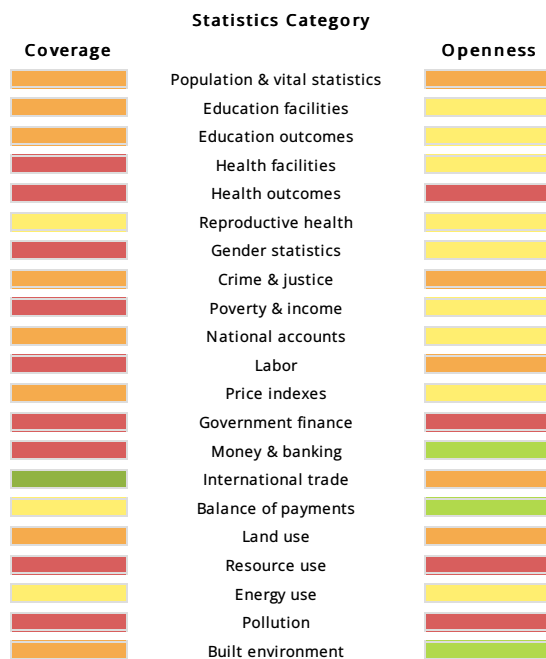 Statistics Category
Coverage
Openness
Population & vital statistics
Education facilities
Education outcomes
Health facilities
Health outcomes
Reproductive health
Gender statistics
Crime & justice
Poverty & income
National accounts
Labor
Price indexes
Government finance
Money & banking
International trade
Balance of payments
Land use
Resource use
Energy use
Pollution
Built environment